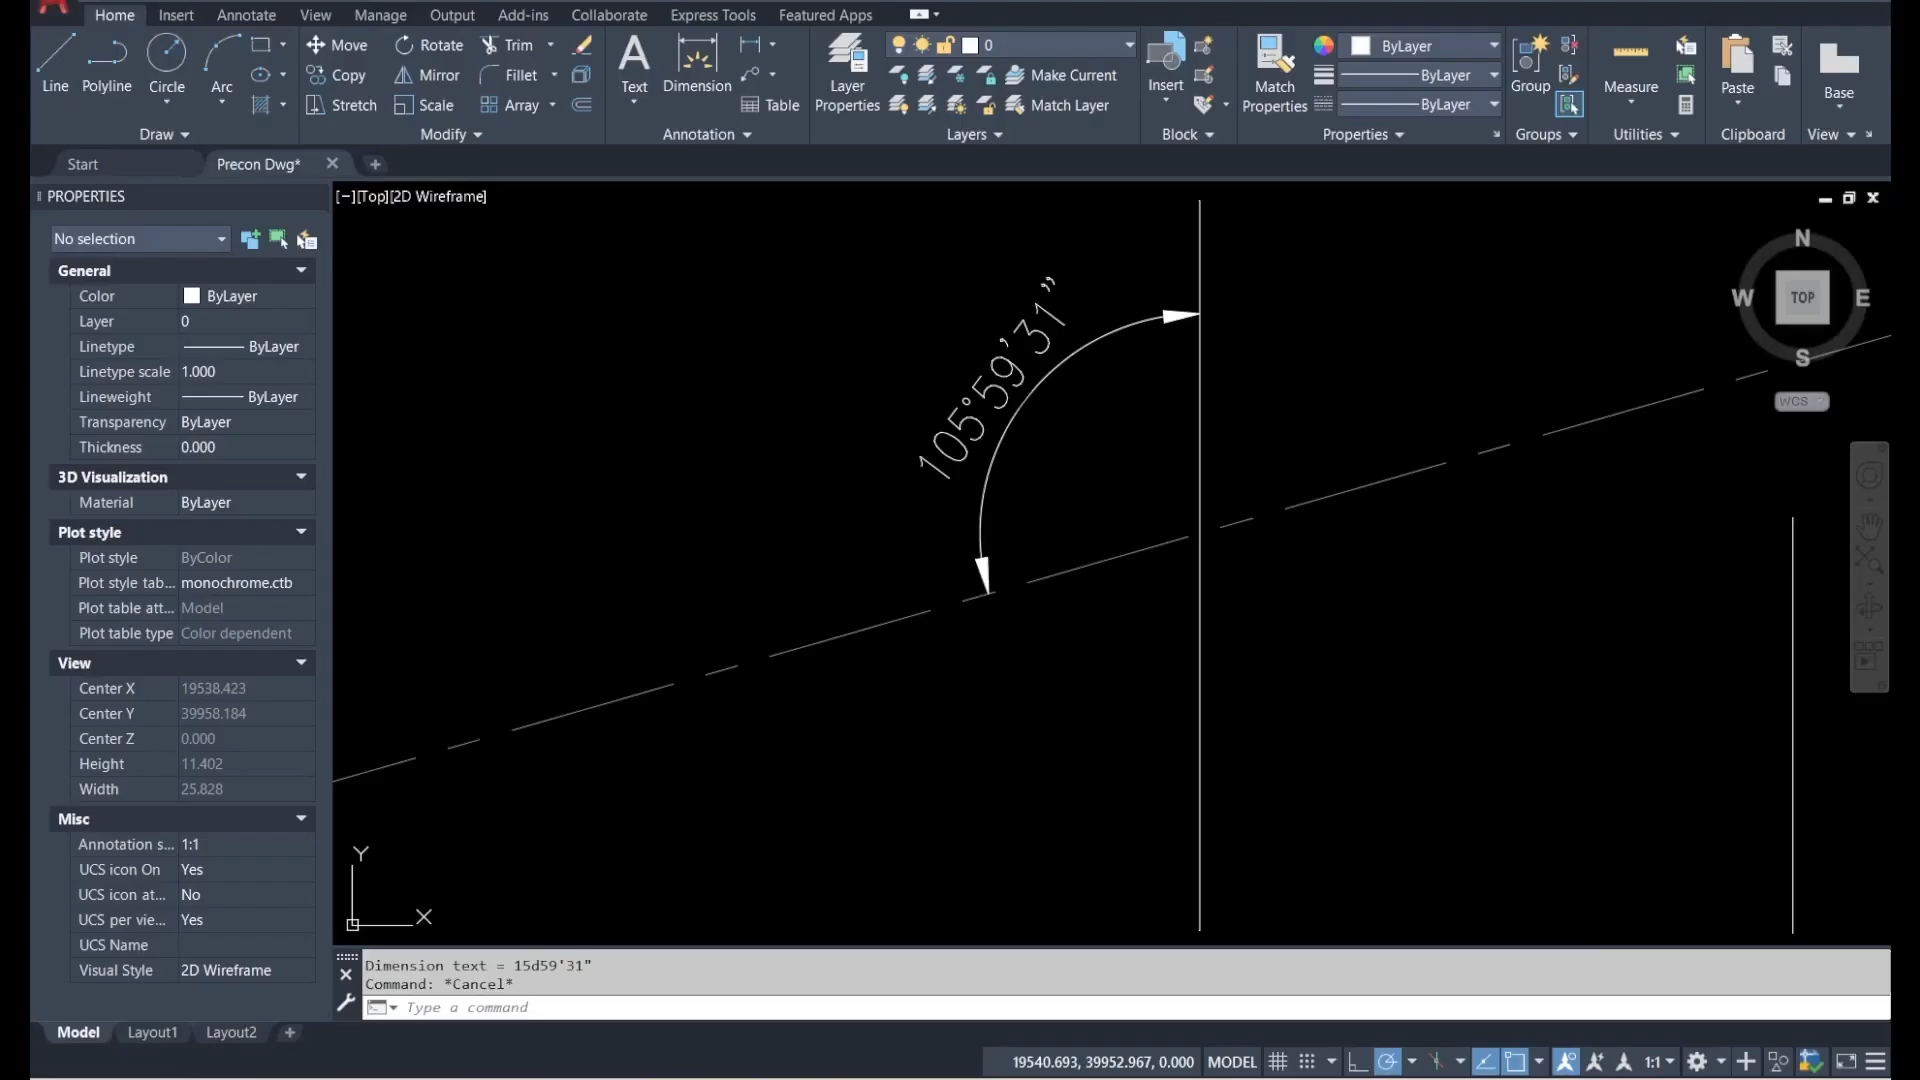 Home Insert Annotate View Manage Output Add-ins Collaborate Express Tools Featured Apps
Line Polyline Circle Arc
Move Rotate Trim
Copy Mirror Fillet
Stretch Scale Array
Text Dimension Table
Layer Properties
0
Make Current
Match Layer
Insert
Match Properties
ByLayer
ByLayer
ByLayer
Group Measure Paste Base
Draw Modify Annotation Layers Block Properties Groups Utilities Clipboard View
Start Precon Dwg*
PROPERTIES
No selection
General
Color ByLayer
Layer 0
Linetype ByLayer
Linetype scale 1.000
Lineweight ByLayer
Transparency ByLayer
Thickness 0.000
3D Visualization
Material ByLayer
Plot style
Plot style ByColor
Plot style tab... monochrome.ctb
Plot table att... Model
Plot table type Color dependent
View
Center X 19538.423
Center Y 39958.184
Center Z 0.000
Height 11.402
Width 25.828
Misc
Annotation s... 1:1
UCS icon On Yes
UCS icon at... No
UCS per vie... Yes
UCS Name
Visual Style 2D Wireframe
[−][Top][2D Wireframe]
105°59'31"
N
W TOP E
S
WCS
Y
X
Dimension text = 15d59'31"
Command: *Cancel*
Type a command
Model Layout1 Layout2
19540.693, 39952.967, 0.000 MODEL 1:1